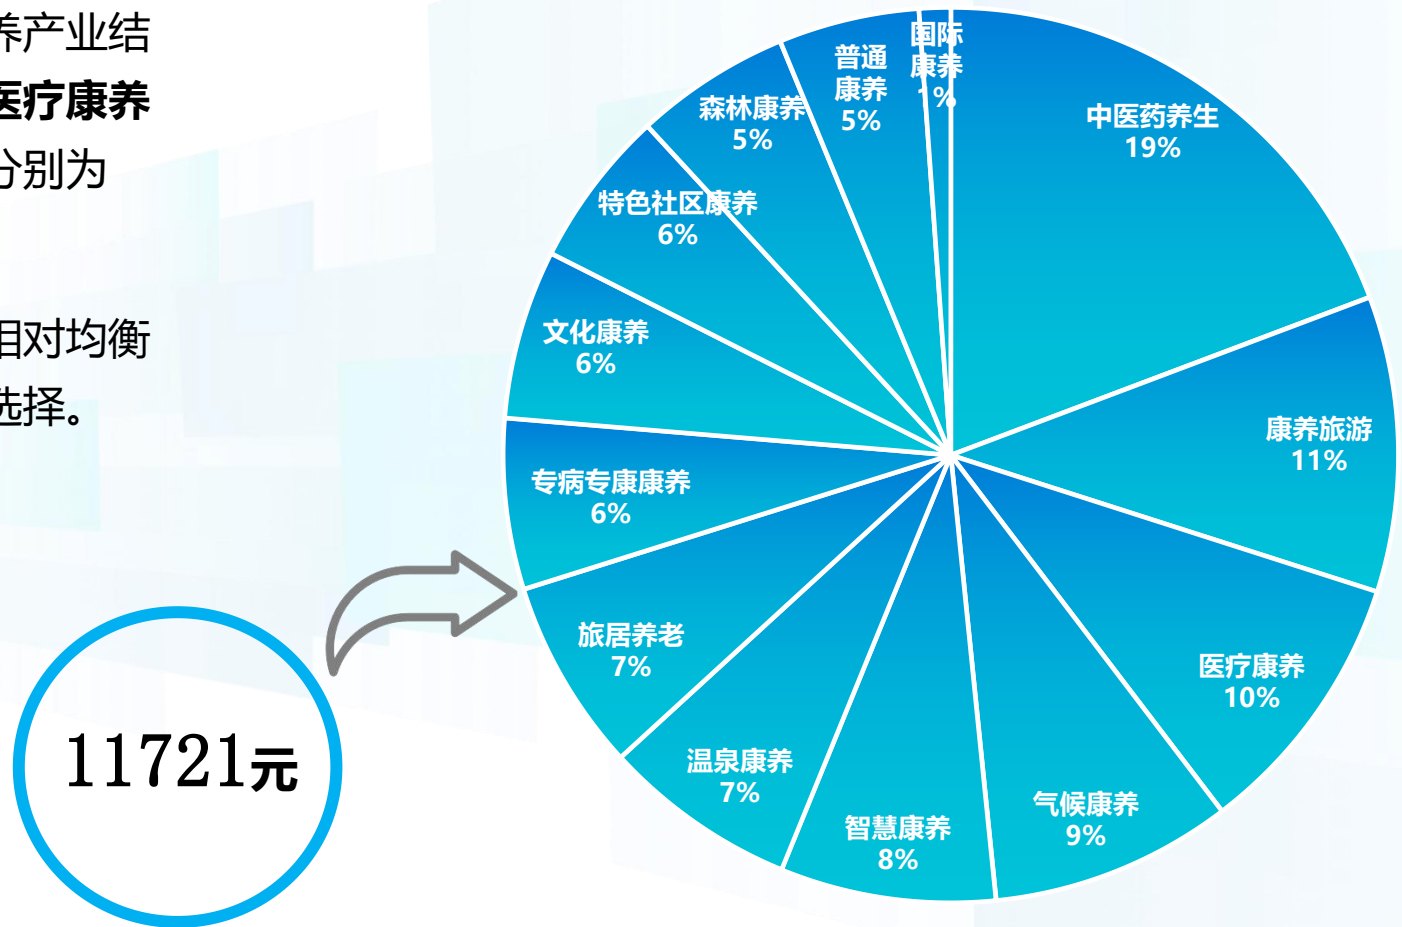 养产业结
医疗康养
分别为
相对均衡
选择。
11721元
国际
康养
1%
普通
康养
5%
森林康养
5%
特色社区康养
6%
文化康养
6%
专病专康康养
6%
旅居养老
7%
温泉康养
7%
智慧康养
8%
气候康养
9%
医疗康养
10%
康养旅游
11%
中医药养生
19%